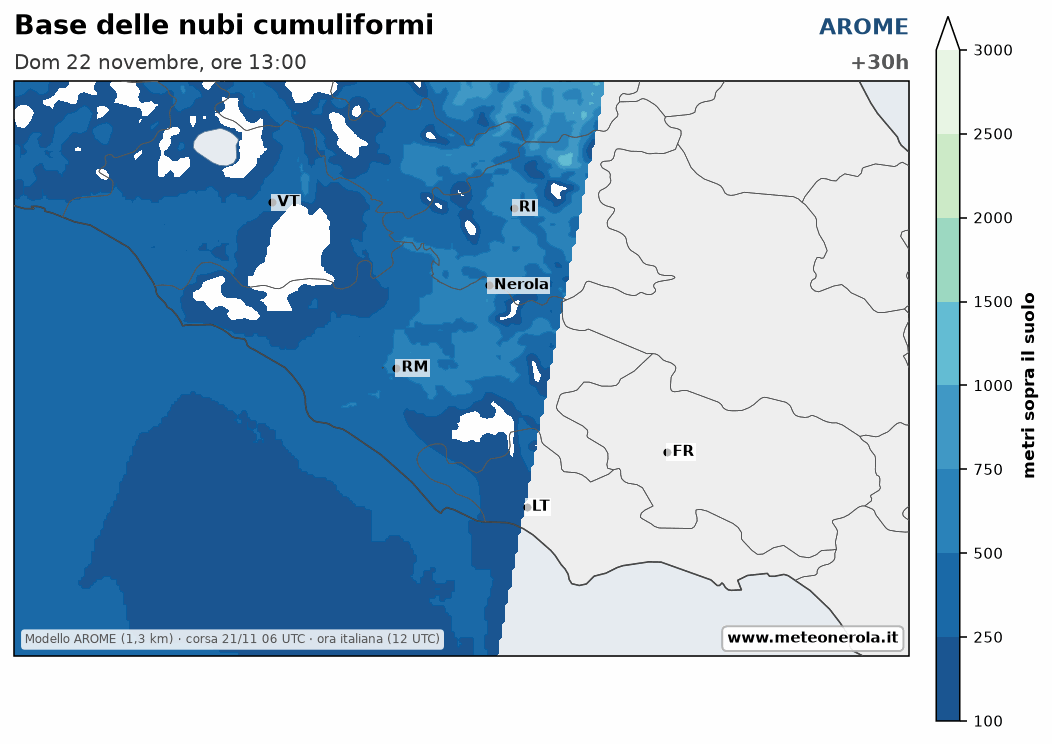 Base delle nubi cumuliformi
AROME
Dom 22 novembre, ore 13:00
+30h
VT
RI
Nerola
RM
FR
LT
Modello AROME (1,3 km) · corsa 21/11 06 UTC · ora italiana (12 UTC)
www.meteonerola.it
3000
2500
2000
1500
1000
750
500
250
100
metri sopra il suolo